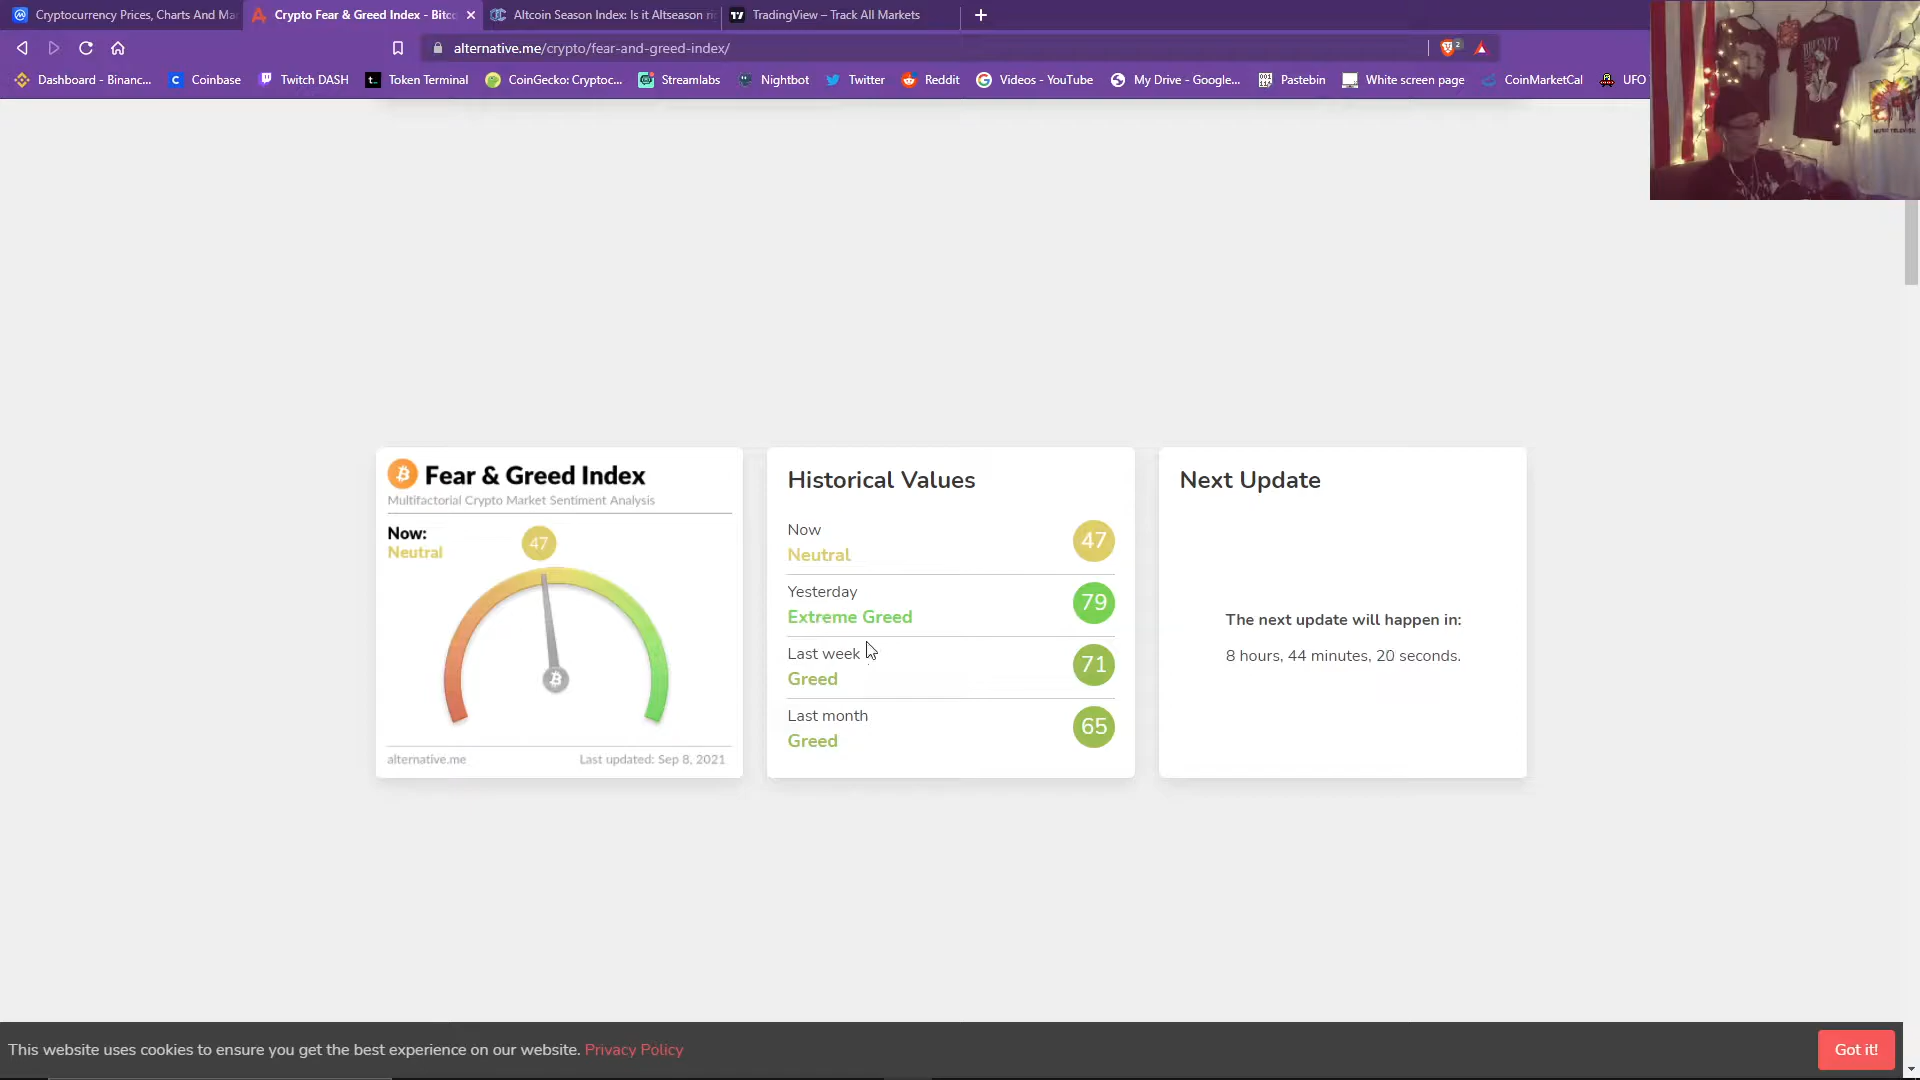 Cryptocurrency Prices, Charts And Ma
Crypto Fear & Greed Index - Bitco
Altcoin Season Index: Is it Altseason r
TradingView – Track All Markets
alternative.me/crypto/fear-and-greed-index/
2
Dashboard - Binanc...
Coinbase
Twitch DASH
Token Terminal
CoinGecko: Cryptoc...
Streamlabs
Nightbot
Twitter
Reddit
Videos - YouTube
My Drive - Google...
Pastebin
White screen page
CoinMarketCal
UFO
Fear & Greed Index
Multifactorial Crypto Market Sentiment Analysis
Now:
Neutral
47
alternative.me
Last updated: Sep 8, 2021
Historical Values
Now
Neutral
47
Yesterday
Extreme Greed
79
Last week
Greed
71
Last month
Greed
65
Next Update
The next update will happen in:
8 hours, 44 minutes, 20 seconds.
This website uses cookies to ensure you get the best experience on our website. Privacy Policy
Got it!